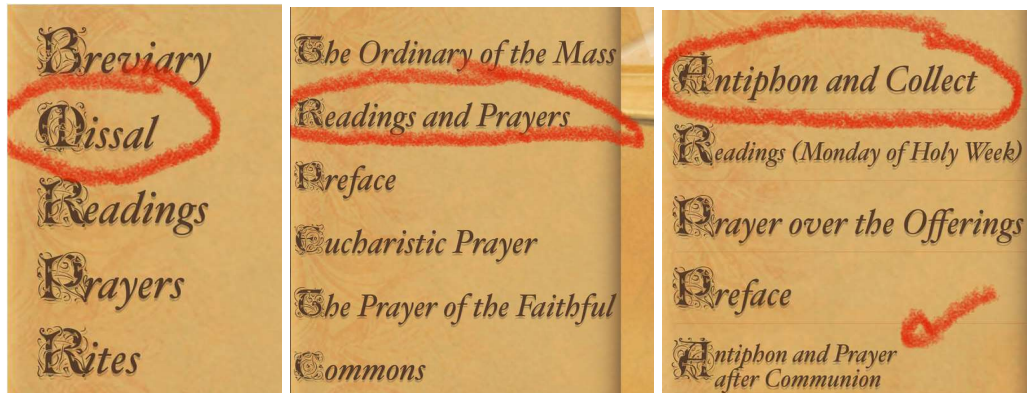 Breviary
Missal
Readings
Prayers
Rites
The Ordinary of the Mass
Readings and Prayers
Preface
Eucharistic Prayer
The Prayer of the Faithful
Commons
Antiphon and Collect
Readings (Monday of Holy Week)
Prayer over the Offerings
Preface
Antiphon and Prayer
after Communion